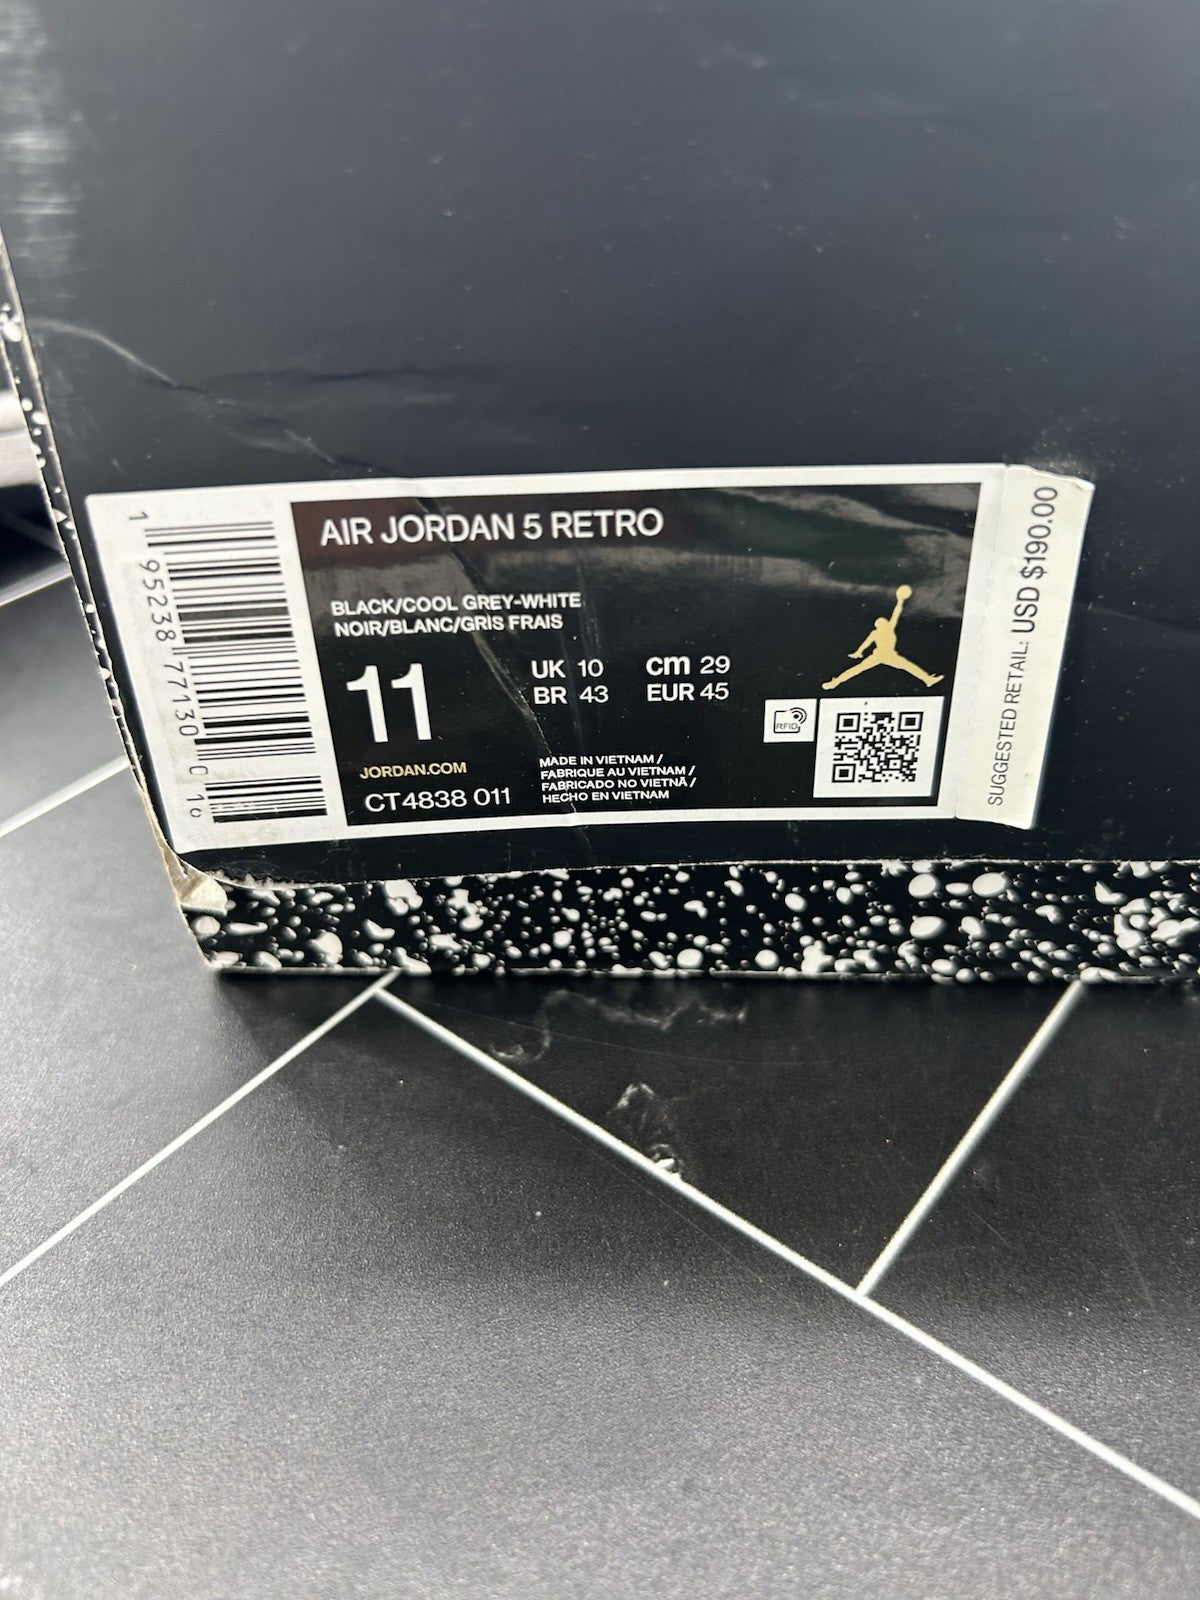 AIR JORDAN 5 RETRO
BLACK/COOL GREY-WHITE
NOIR/BLANC/GRIS FRAIS
11
UK 10 cm 29
BR 43 EUR 45
JORDAN.COM
CT4838 011
MADE IN VIETNAM /
FABRIQUE AU VIETNAM /
FABRICADO NO VIETNÃ /
HECHO EN VIETNAM
RFID
1 95238 77130 0 16
SUGGESTED RETAIL: USD $190.00